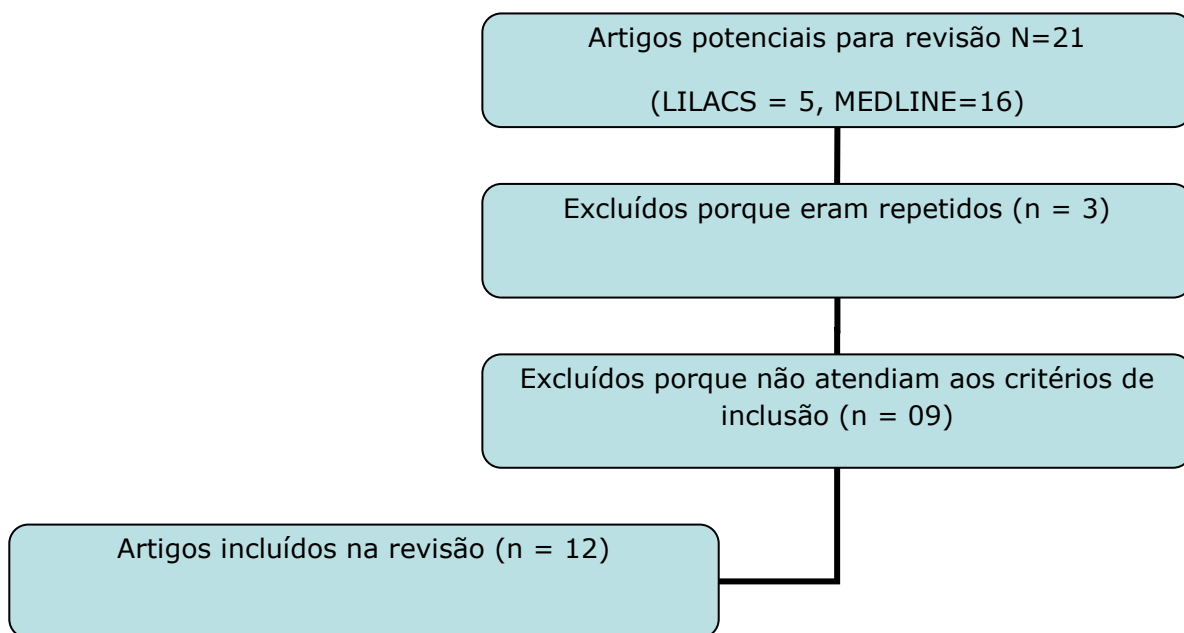 Artigos potenciais para revisão N=21
(LILACS = 5, MEDLINE=16)
Excluídos porque eram repetidos (n = 3)
Excluídos porque não atendiam aos critérios de
inclusão (n = 09)
Artigos incluídos na revisão (n = 12)